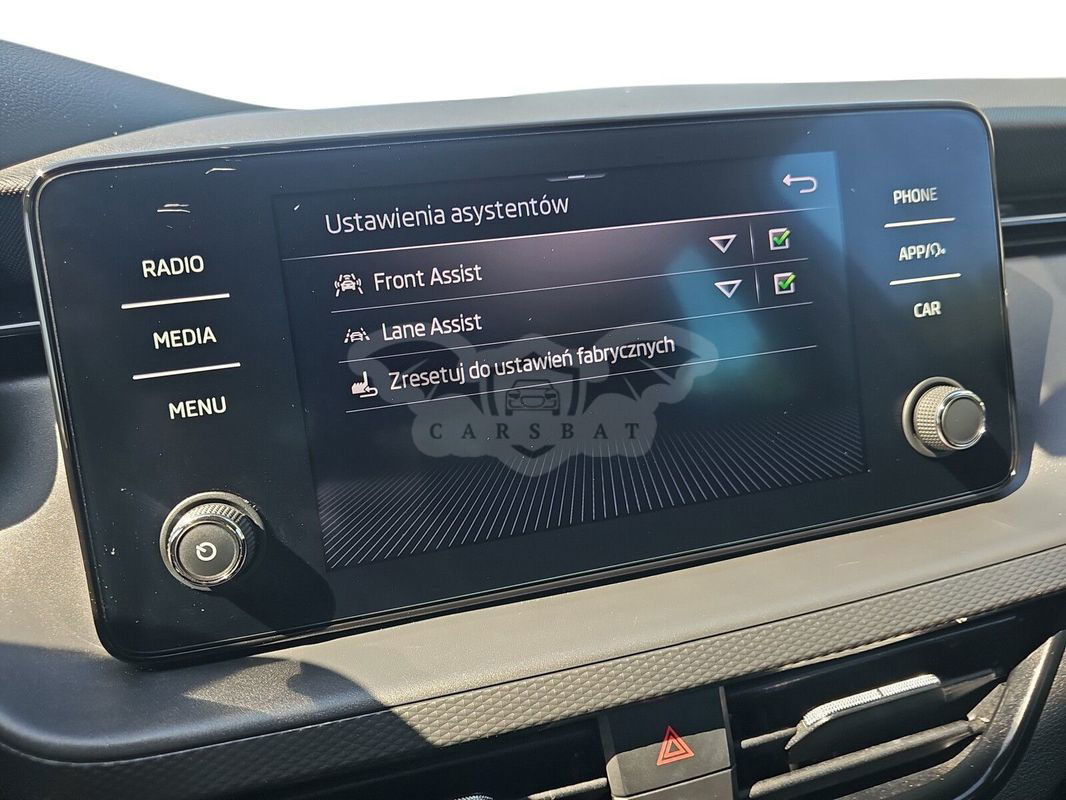 Ustawienia asystentów
Front Assist
Lane Assist
Zresetuj do ustawień fabrycznych
RADIO
MEDIA
MENU
PHONE
APP/
CAR
CARSBAT